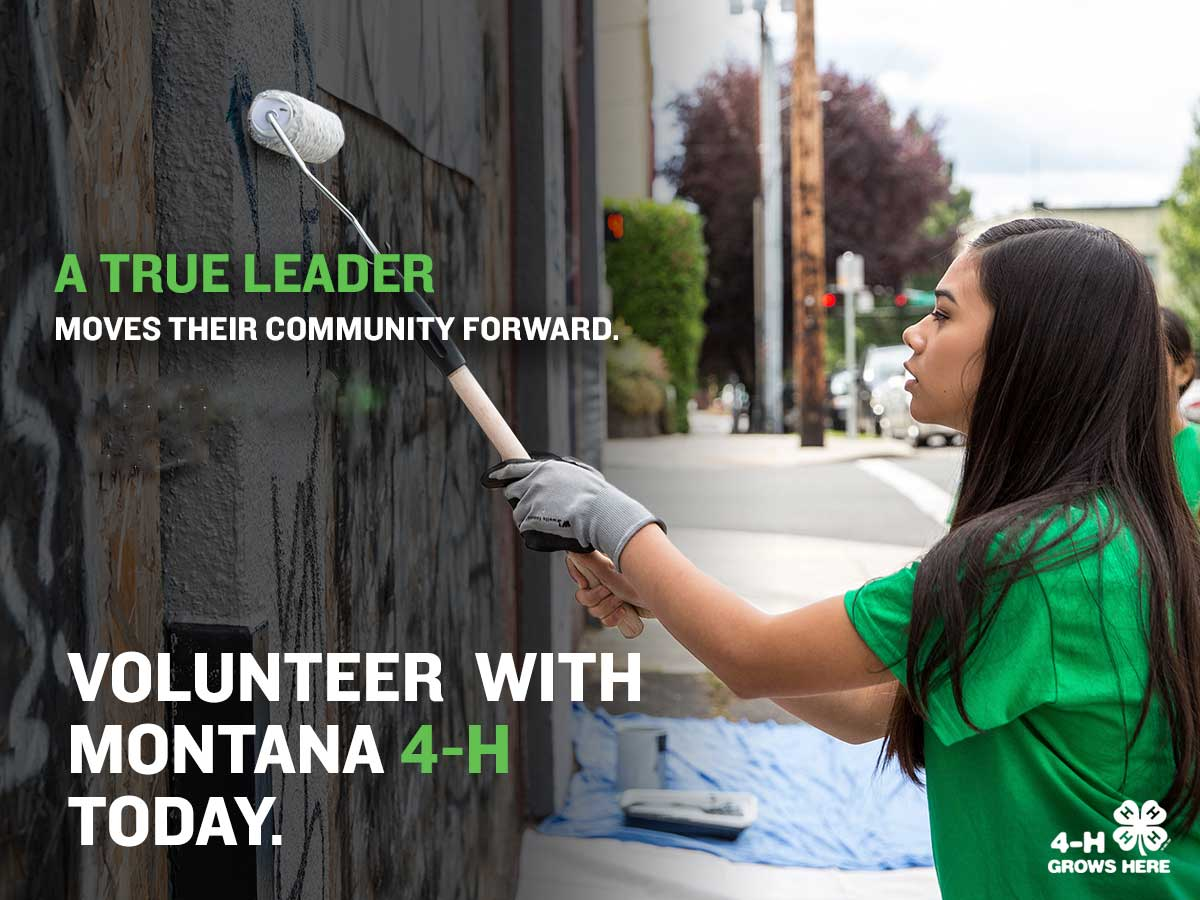 A TRUE LEADER
MOVES THEIR COMMUNITY FORWARD.
VOLUNTEER WITH
MONTANA 4-H
TODAY.
4-H
H H H H
GROWS HERE